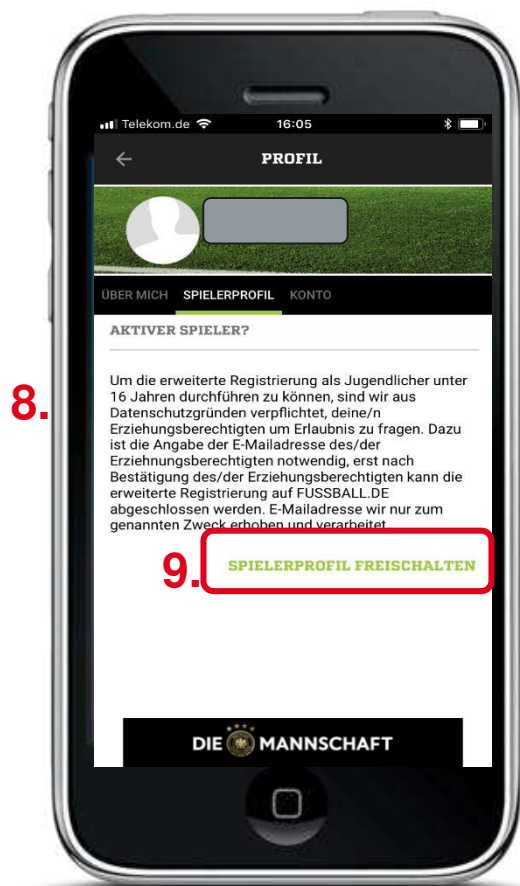 Telekom.de 16:05
PROFIL
ÜBER MICH SPIELERPROFIL KONTO
AKTIVER SPIELER?
8.
Um die erweiterte Registrierung als Jugendlicher unter
16 Jahren durchführen zu können, sind wir aus
Datenschutzgründen verpflichtet, deine/n
Erziehungsberechtigten um Erlaubnis zu fragen. Dazu
ist die Angabe der E-Mailadresse des/der
Erziehnungsberechtigten notwendig, erst nach
Bestätigung des/der Erziehungsberechtigten kann die
erweiterte Registrierung auf FUSSBALL.DE
abgeschlossen werden. E-Mailadresse wir nur zum
genannten Zweck erhoben und verarbeitet
9. SPIELERPROFIL FREISCHALTEN
DIE MANNSCHAFT